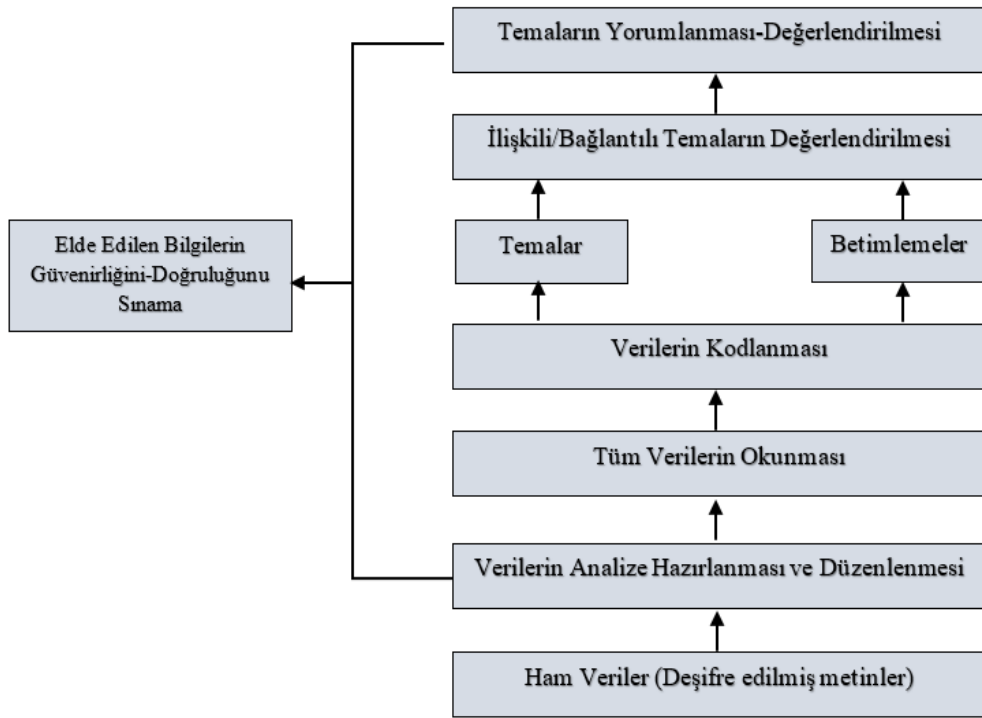 Temaların Yorumlanması-Değerlendirilmesi
İlişkili/Bağlantılı Temaların Değerlendirilmesi
Elde Edilen Bilgilerin
Güvenirliğini-Doğruluğunu
Sınama
Temalar
Betimlemeler
Verilerin Kodlanması
Tüm Verilerin Okunması
Verilerin Analize Hazırlanması ve Düzenlenmesi
Ham Veriler (Deşifre edilmiş metinler)